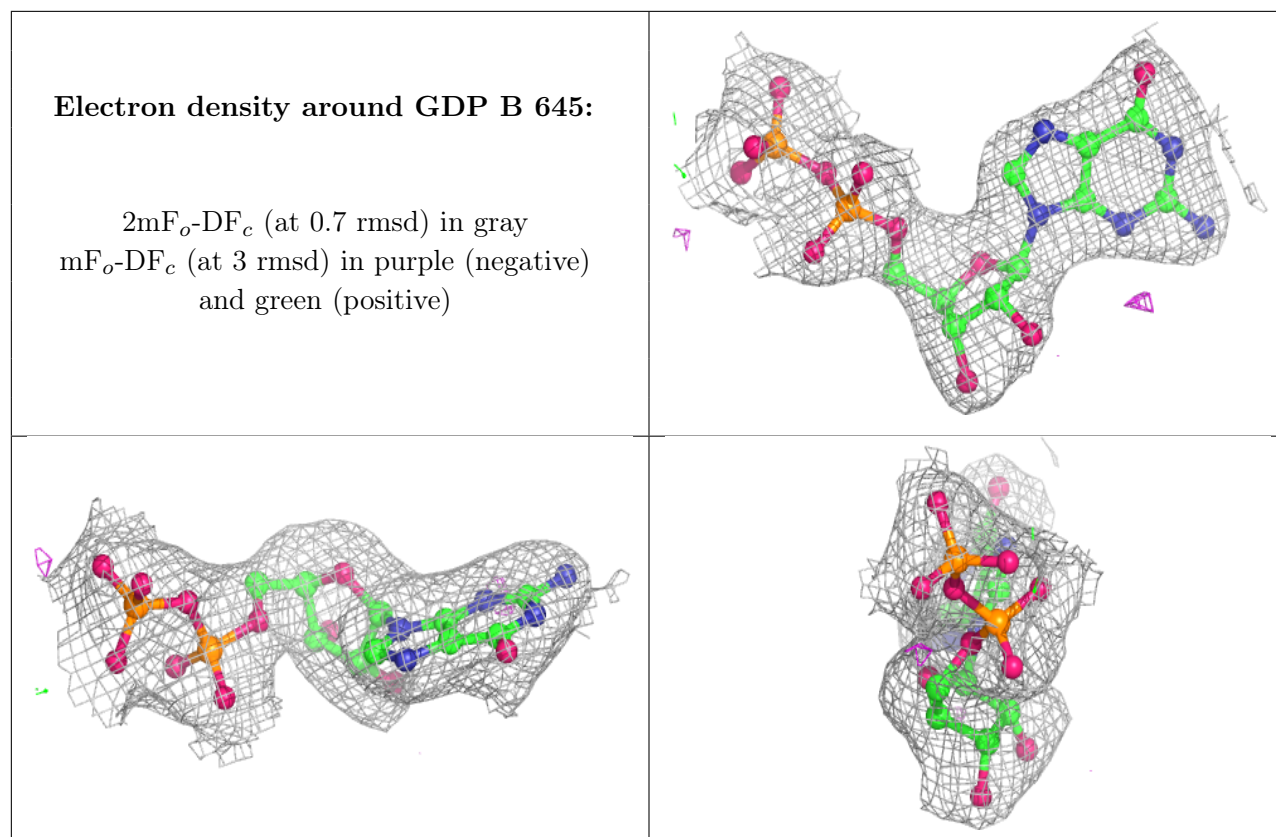 Electron density around GDP B 645:
2mFo-DFc (at 0.7 rmsd) in gray
mFo-DFc (at 3 rmsd) in purple (negative)
and green (positive)